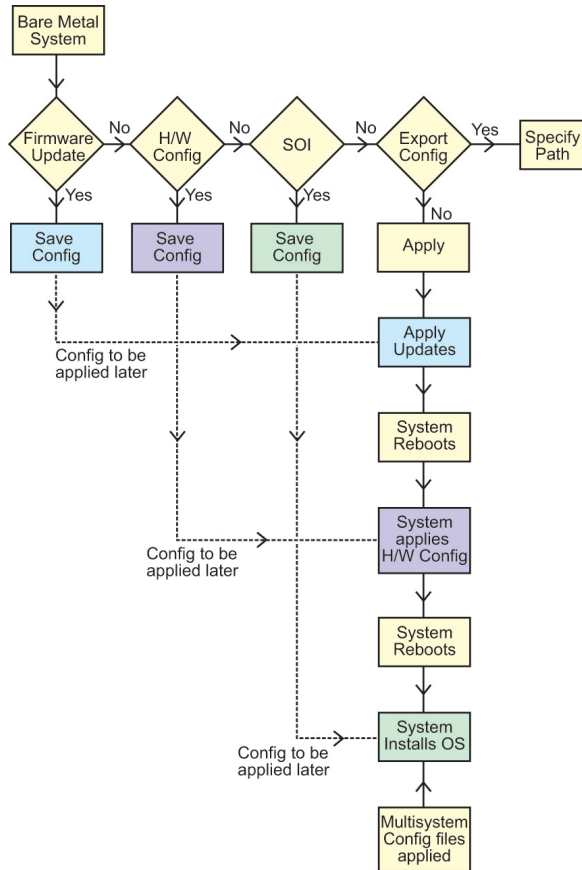 Bare Metal
System
Firmware
Update
No
H/W
Config
No
SOI
No
Export
Config
Yes
Specify
Path
Yes
Yes
Yes
No
Save
Config
Save
Config
Save
Config
Apply
Config to be
applied later
Apply
Updates
System
Reboots
Config to be
applied later
System
applies
H/W Config
System
Reboots
Config to be
applied later
System
Installs OS
Multisystem
Config files
applied